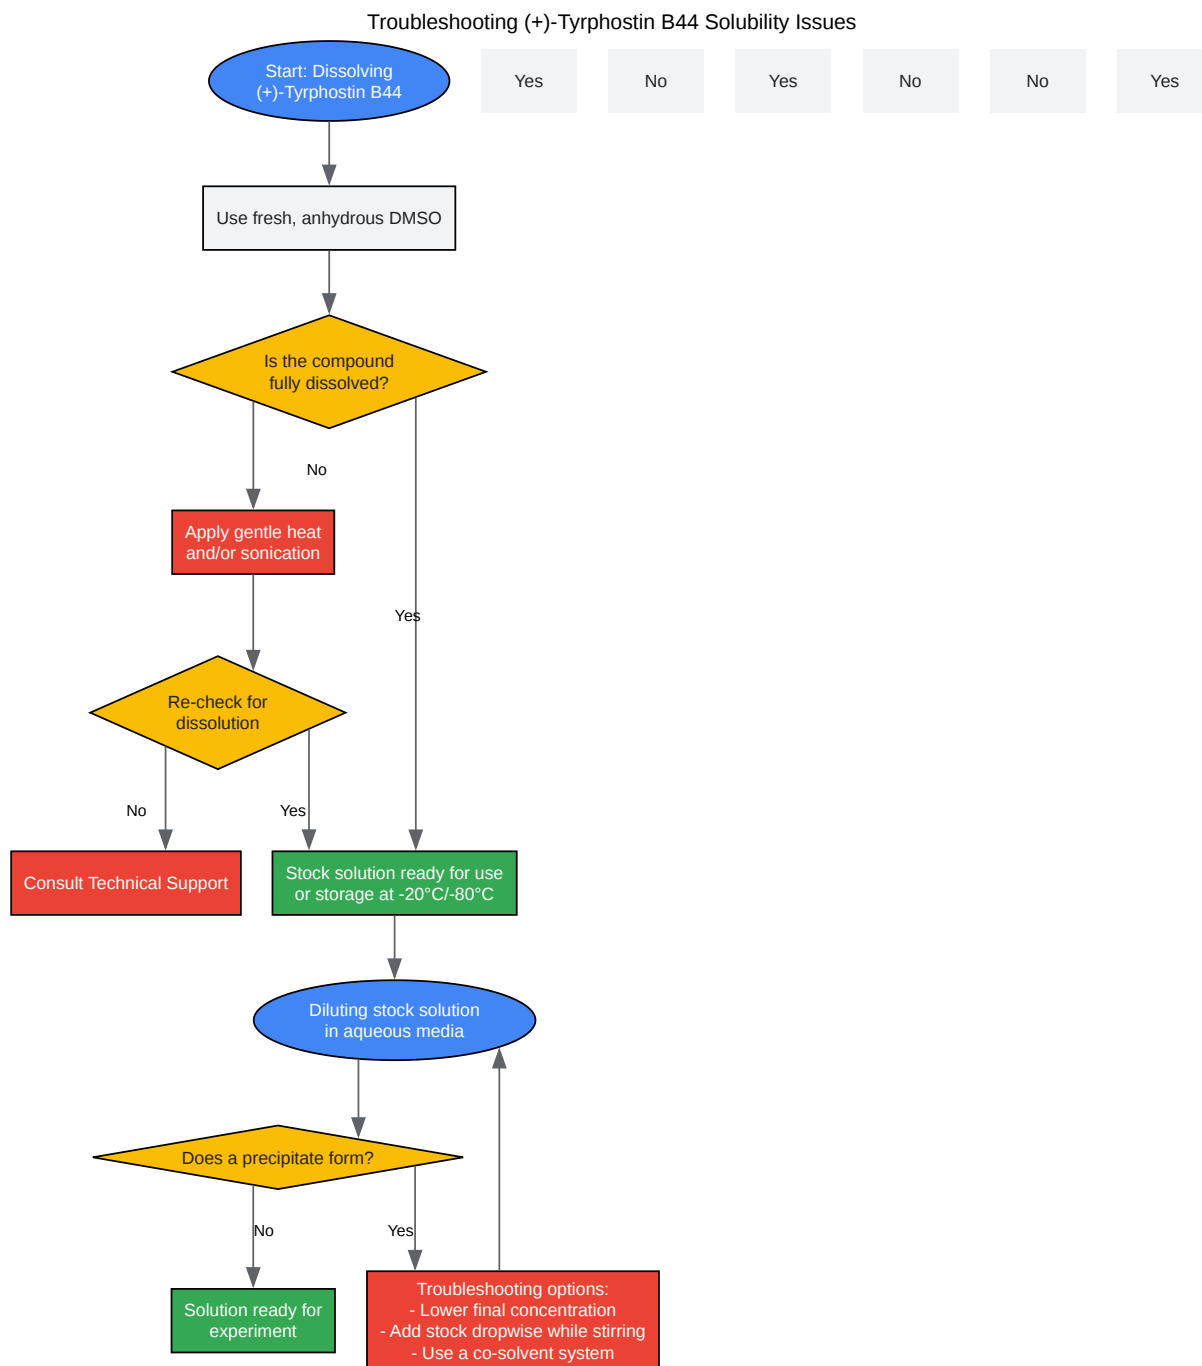 Troubleshooting (+)-Tyrphostin B44 Solubility Issues
Start: Dissolving
(+)-Tyrphostin B44
Yes
No
Yes
No
No
Yes
Use fresh, anhydrous DMSO
Is the compound
fully dissolved?
No
Apply gentle heat
and/or sonication
Yes
Re-check for
dissolution
No
Yes
Consult Technical Support
Stock solution ready for use
or storage at -20°C/-80°C
Diluting stock solution
in aqueous media
Does a precipitate form?
No
Yes
Solution ready for
experiment
Troubleshooting options:
- Lower final concentration
- Add stock dropwise while stirring
- Use a co-solvent system